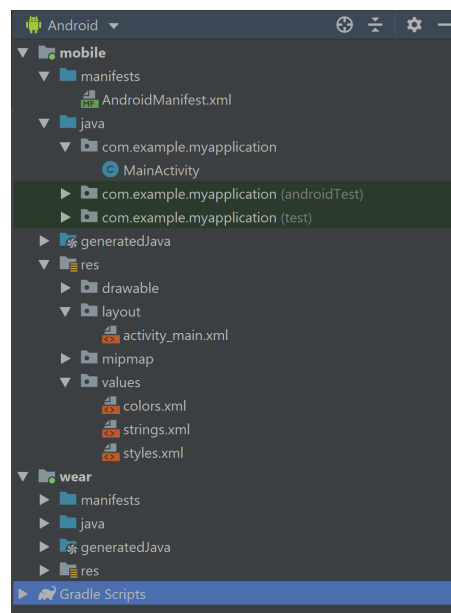 Android
mobile
manifests
MF
AndroidManifest.xml
java
com.example.myapplication
C MainActivity
com.example.myapplication (androidTest)
com.example.myapplication (test)
generatedJava
res
drawable
layout
activity_main.xml
mipmap
values
colors.xml
strings.xml
styles.xml
wear
manifests
java
generatedJava
res
Gradle Scripts